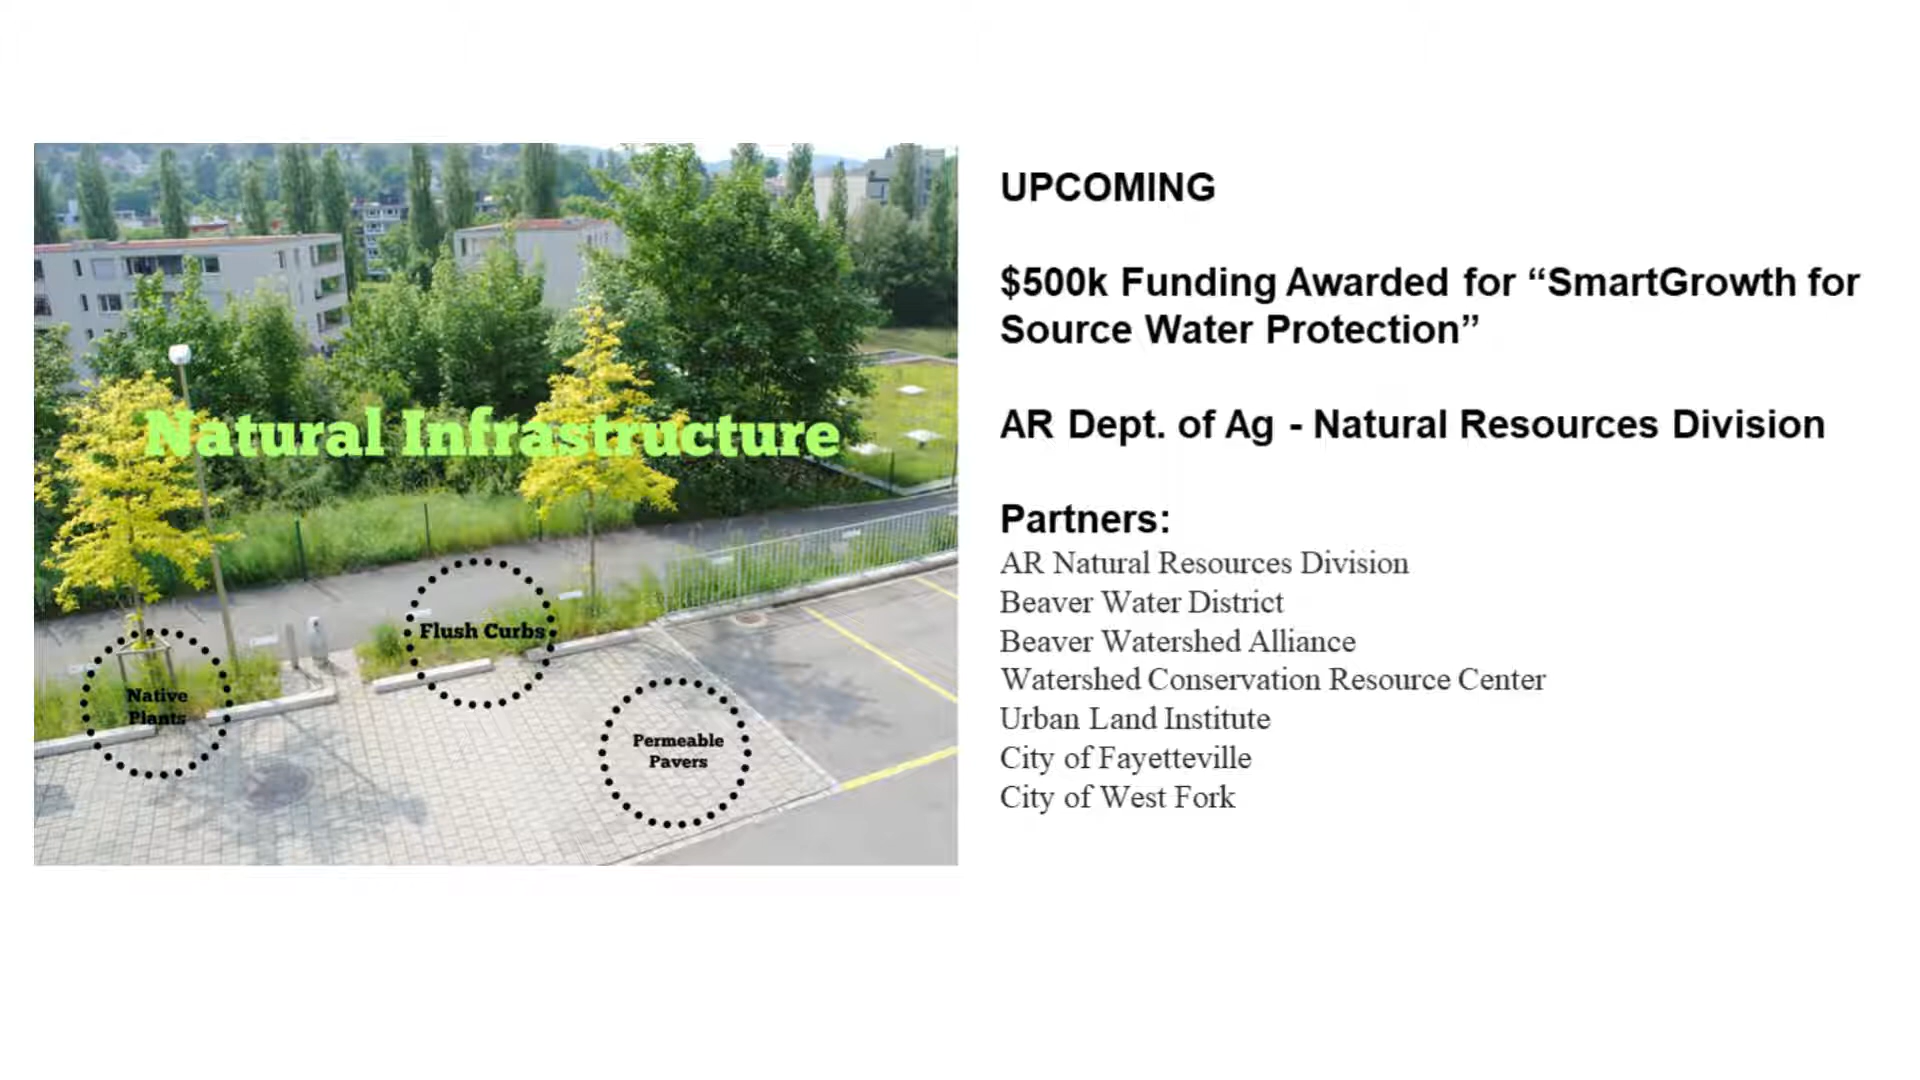 Natural Infrastructure
Flush Curbs
Native
Plants
Permeable
Pavers
UPCOMING
$500k Funding Awarded for “SmartGrowth for
Source Water Protection”
AR Dept. of Ag - Natural Resources Division
Partners:
AR Natural Resources Division
Beaver Water District
Beaver Watershed Alliance
Watershed Conservation Resource Center
Urban Land Institute
City of Fayetteville
City of West Fork